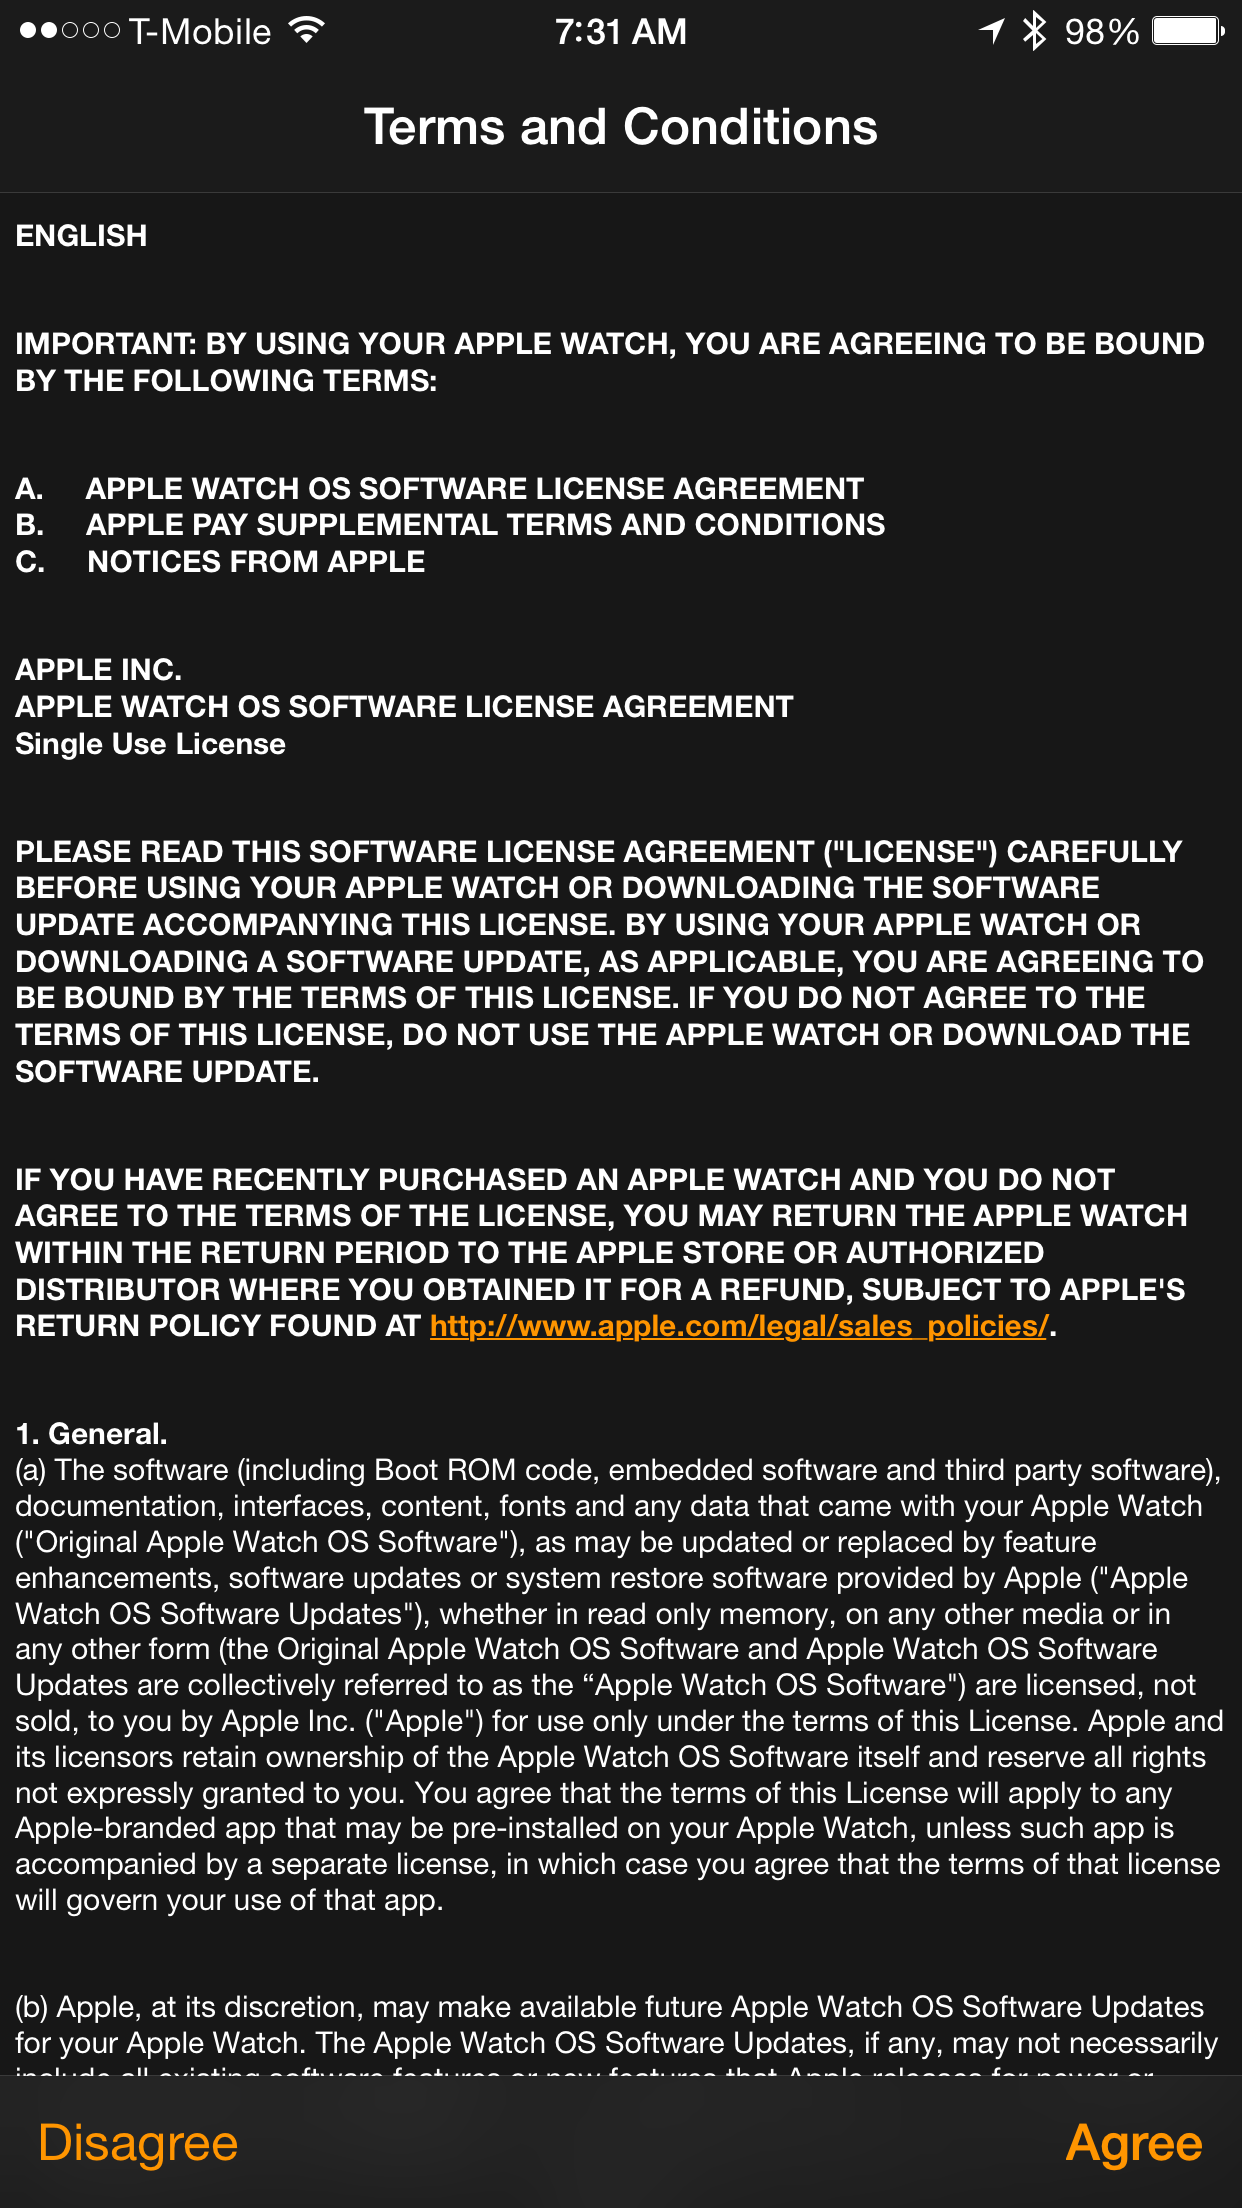 T-Mobile 7:31 AM 98%
Terms and Conditions
ENGLISH
IMPORTANT: BY USING YOUR APPLE WATCH, YOU ARE AGREEING TO BE BOUND
BY THE FOLLOWING TERMS:
A. APPLE WATCH OS SOFTWARE LICENSE AGREEMENT
B. APPLE PAY SUPPLEMENTAL TERMS AND CONDITIONS
C. NOTICES FROM APPLE
APPLE INC.
APPLE WATCH OS SOFTWARE LICENSE AGREEMENT
Single Use License
PLEASE READ THIS SOFTWARE LICENSE AGREEMENT ("LICENSE") CAREFULLY
BEFORE USING YOUR APPLE WATCH OR DOWNLOADING THE SOFTWARE
UPDATE ACCOMPANYING THIS LICENSE. BY USING YOUR APPLE WATCH OR
DOWNLOADING A SOFTWARE UPDATE, AS APPLICABLE, YOU ARE AGREEING TO
BE BOUND BY THE TERMS OF THIS LICENSE. IF YOU DO NOT AGREE TO THE
TERMS OF THIS LICENSE, DO NOT USE THE APPLE WATCH OR DOWNLOAD THE
SOFTWARE UPDATE.
IF YOU HAVE RECENTLY PURCHASED AN APPLE WATCH AND YOU DO NOT
AGREE TO THE TERMS OF THE LICENSE, YOU MAY RETURN THE APPLE WATCH
WITHIN THE RETURN PERIOD TO THE APPLE STORE OR AUTHORIZED
DISTRIBUTOR WHERE YOU OBTAINED IT FOR A REFUND, SUBJECT TO APPLE'S
RETURN POLICY FOUND AT http://www.apple.com/legal/sales_policies/.
1. General.
(a) The software (including Boot ROM code, embedded software and third party software),
documentation, interfaces, content, fonts and any data that came with your Apple Watch
("Original Apple Watch OS Software"), as may be updated or replaced by feature
enhancements, software updates or system restore software provided by Apple ("Apple
Watch OS Software Updates"), whether in read only memory, on any other media or in
any other form (the Original Apple Watch OS Software and Apple Watch OS Software
Updates are collectively referred to as the “Apple Watch OS Software") are licensed, not
sold, to you by Apple Inc. ("Apple") for use only under the terms of this License. Apple and
its licensors retain ownership of the Apple Watch OS Software itself and reserve all rights
not expressly granted to you. You agree that the terms of this License will apply to any
Apple-branded app that may be pre-installed on your Apple Watch, unless such app is
accompanied by a separate license, in which case you agree that the terms of that license
will govern your use of that app.
(b) Apple, at its discretion, may make available future Apple Watch OS Software Updates
for your Apple Watch. The Apple Watch OS Software Updates, if any, may not necessarily
include all existing software features or new features that Apple releases for newer or
Disagree Agree